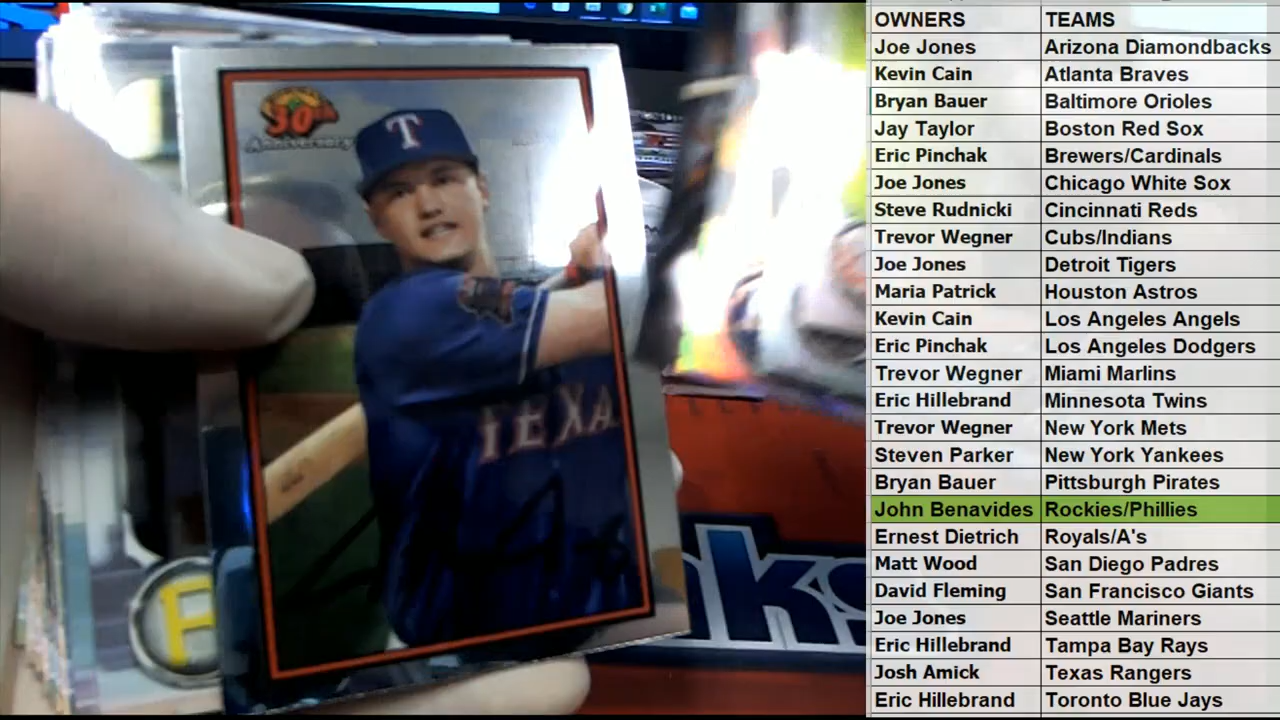 30th
Anniversary
T
TEXA
P
OWNERS TEAMS
Joe Jones Arizona Diamondbacks
Kevin Cain Atlanta Braves
Bryan Bauer Baltimore Orioles
Jay Taylor Boston Red Sox
Eric Pinchak Brewers/Cardinals
Joe Jones Chicago White Sox
Steve Rudnicki Cincinnati Reds
Trevor Wegner Cubs/Indians
Joe Jones Detroit Tigers
Maria Patrick Houston Astros
Kevin Cain Los Angeles Angels
Eric Pinchak Los Angeles Dodgers
Trevor Wegner Miami Marlins
Eric Hillebrand Minnesota Twins
Trevor Wegner New York Mets
Steven Parker New York Yankees
Bryan Bauer Pittsburgh Pirates
John Benavides Rockies/Phillies
Ernest Dietrich Royals/A's
Matt Wood San Diego Padres
David Fleming San Francisco Giants
Joe Jones Seattle Mariners
Eric Hillebrand Tampa Bay Rays
Josh Amick Texas Rangers
Eric Hillebrand Toronto Blue Jays